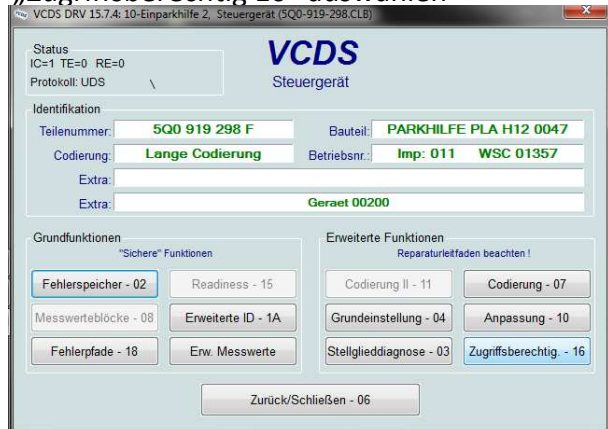 „Zugriffsberechtig 16“ auswählen
VCDS DRV 15.7.4: 10-Einparkhilfe 2, Steuergerät (5Q0-919-298.CLB)
Status
IC=1 TE=0 RE=0
Protokoll: UDS \
VCDS
Steuergerät
Identifikation
Teilenummer: 5Q0 919 298 F Bauteil: PARKHILFE PLA H12 0047
Codierung: Lange Codierung Betriebsnr.: Imp: 011 WSC 01357
Extra:
Extra: Geraet 00200
Grundfunktionen
"Sichere" Funktionen
Erweiterte Funktionen
Reparaturleitfaden beachten !
Fehlerspeicher - 02 Readiness - 15 Codierung II - 11 Codierung - 07
Messwerteblöcke - 08 Erweiterte ID - 1A Grundeinstellung - 04 Anpassung - 10
Fehlerpfade - 18 Erw. Messwerte Stellglieddiagnose - 03 Zugriffsberechtig. - 16
Zurück/Schließen - 06